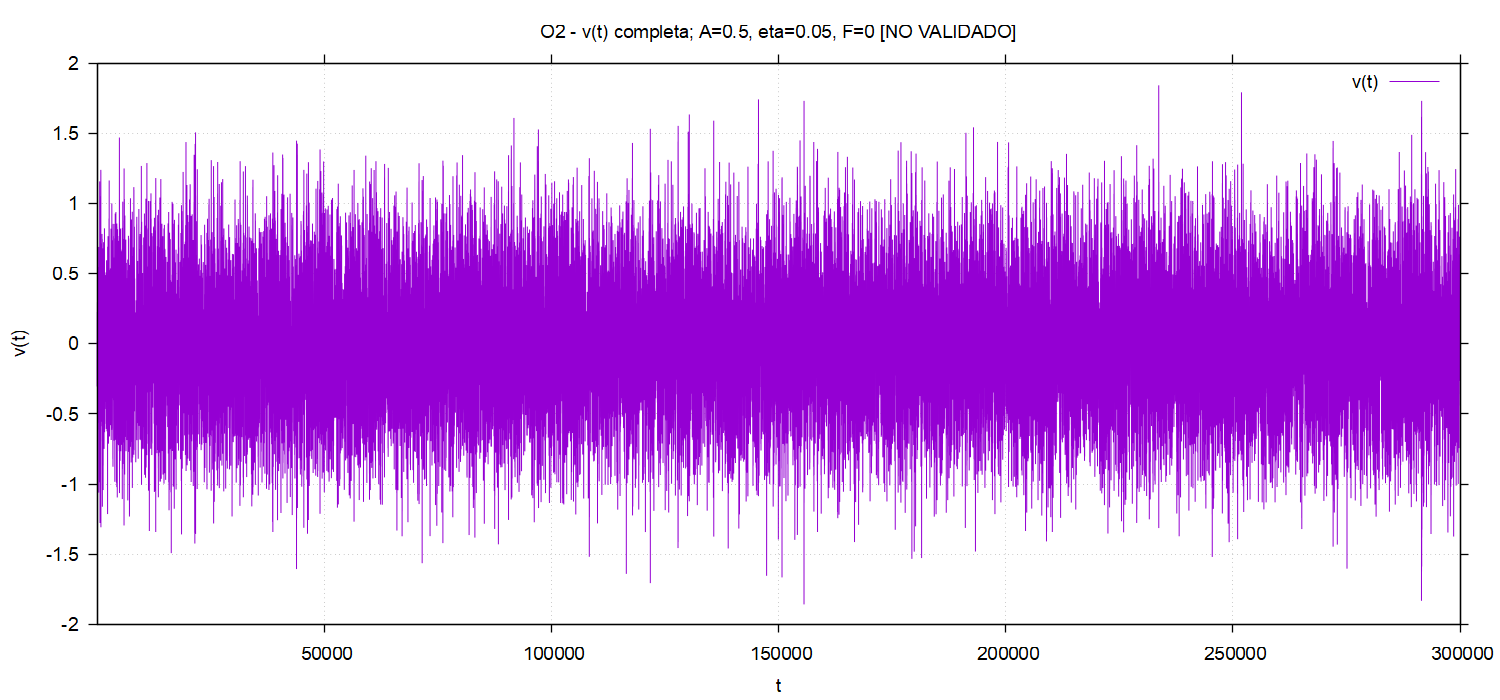 O2 - v(t) completa; A=0.5, eta=0.05, F=0 [NO VALIDADO]
v(t)
2
1.5
1
0.5
0
-0.5
-1
-1.5
-2
v(t)
50000 100000 150000 200000 250000 300000
t